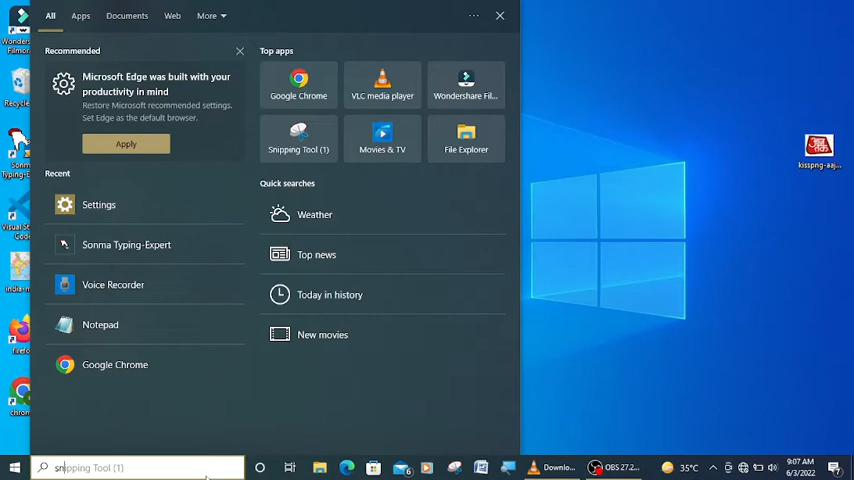 All Apps Documents Web More
Recommended
Microsoft Edge was built with your
productivity in mind
Restore Microsoft recommended settings.
Set Edge as the default browser.
Apply
Recent
Settings
Sonma Typing-Expert
Voice Recorder
Notepad
Google Chrome
Top apps
Google Chrome
VLC media player
Wondershare Fil...
Snipping Tool (1)
Movies & TV
File Explorer
Quick searches
Weather
Top news
Today in history
New movies
kisspng-aaj...
snipping Tool (1)
Downlo...
OBS 27.2...
35°C
9:07 AM
6/3/2022
6
7